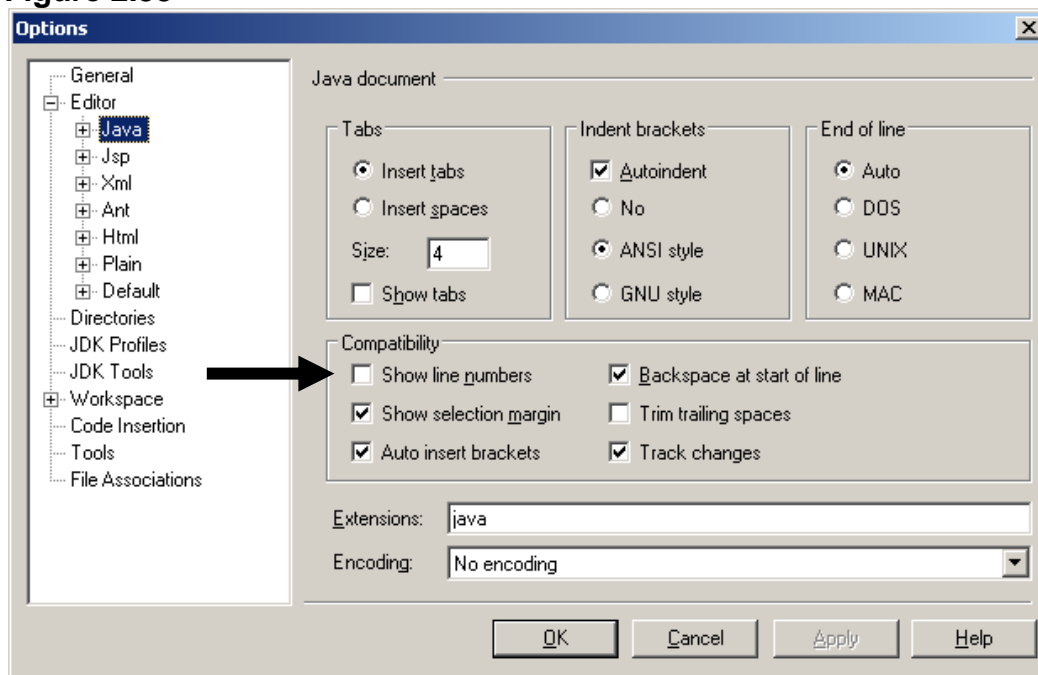 Options
General
Editor
Java
Jsp
Xml
Ant
Html
Plain
Default
Directories
JDK Profiles
JDK Tools
Workspace
Code Insertion
Tools
File Associations
Java document
Tabs
Insert tabs
Insert spaces
Size: 4
Show tabs
Indent brackets
Autoindent
No
ANSI style
GNU style
End of line
Auto
DOS
UNIX
MAC
Compatibility
Show line numbers
Show selection margin
Auto insert brackets
Backspace at start of line
Trim trailing spaces
Track changes
Extensions: java
Encoding: No encoding
OK Cancel Apply Help